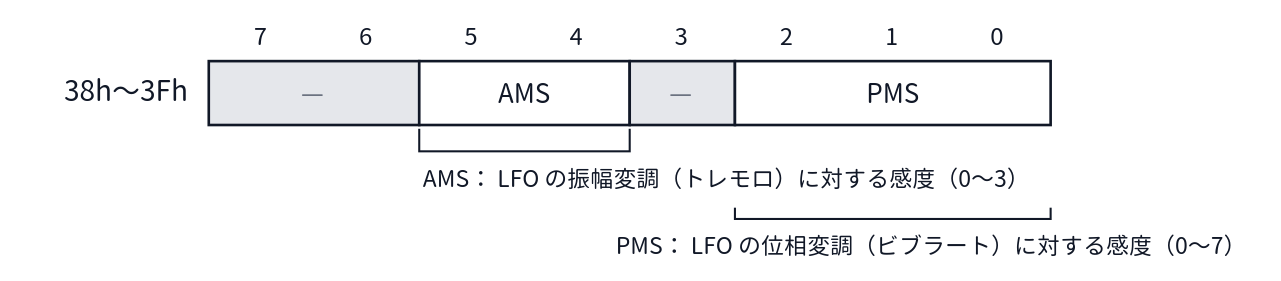 7 6 5 4 3 2 1 0
38h～3Fh — AMS — PMS
AMS： LFO の振幅変調（トレモロ）に対する感度（0～3）
PMS： LFO の位相変調（ビブラート）に対する感度（0～7）